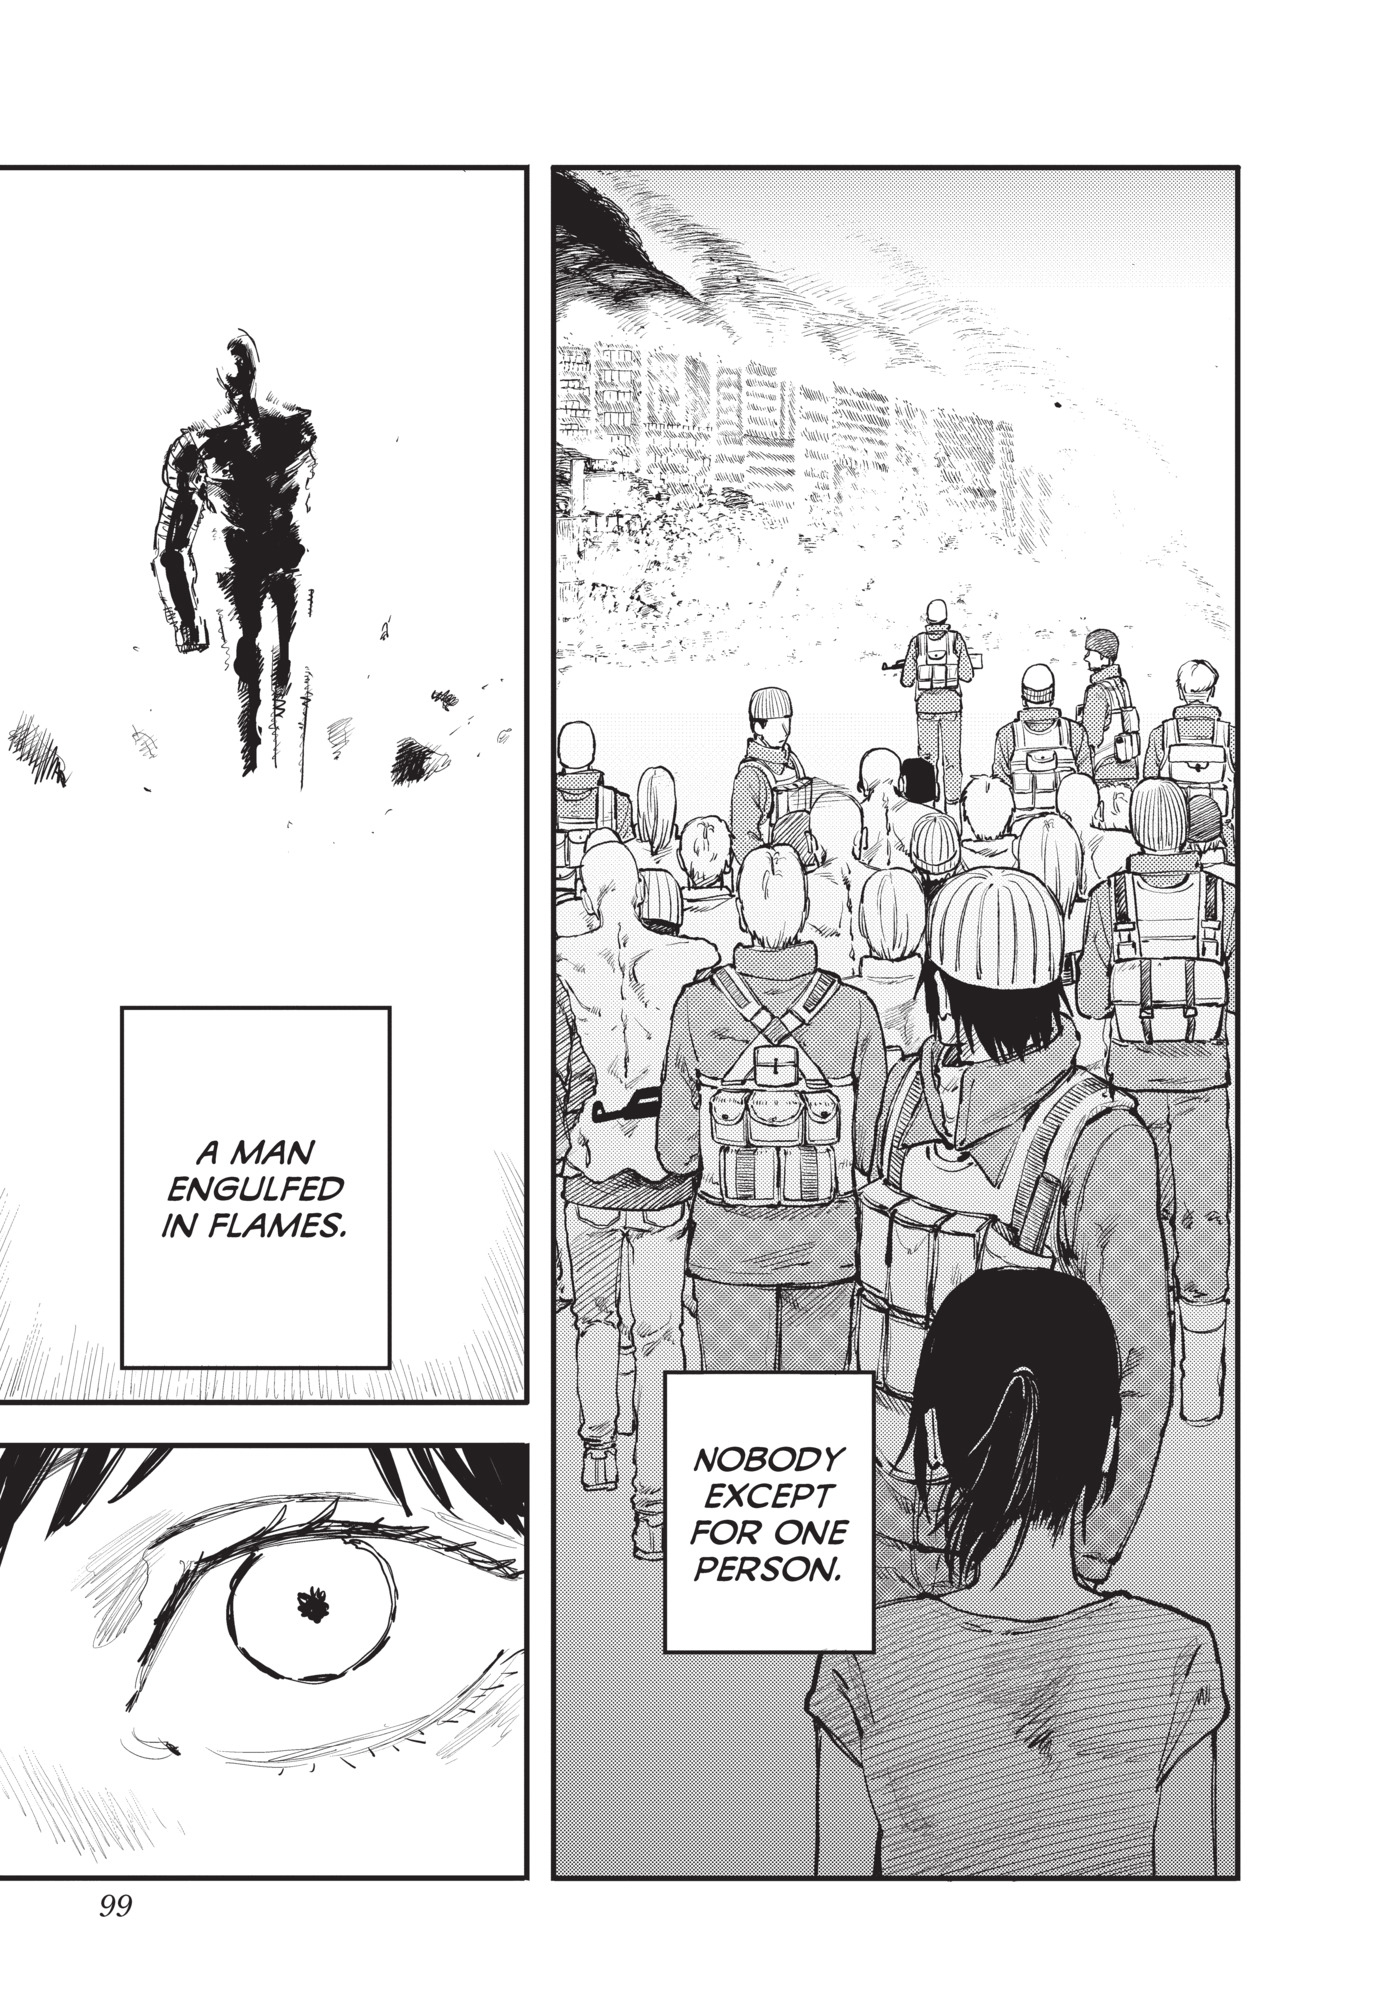 NOBODY
EXCEPT
FOR ONE
PERSON.
A MAN
ENGULFED
IN FLAMES.
99